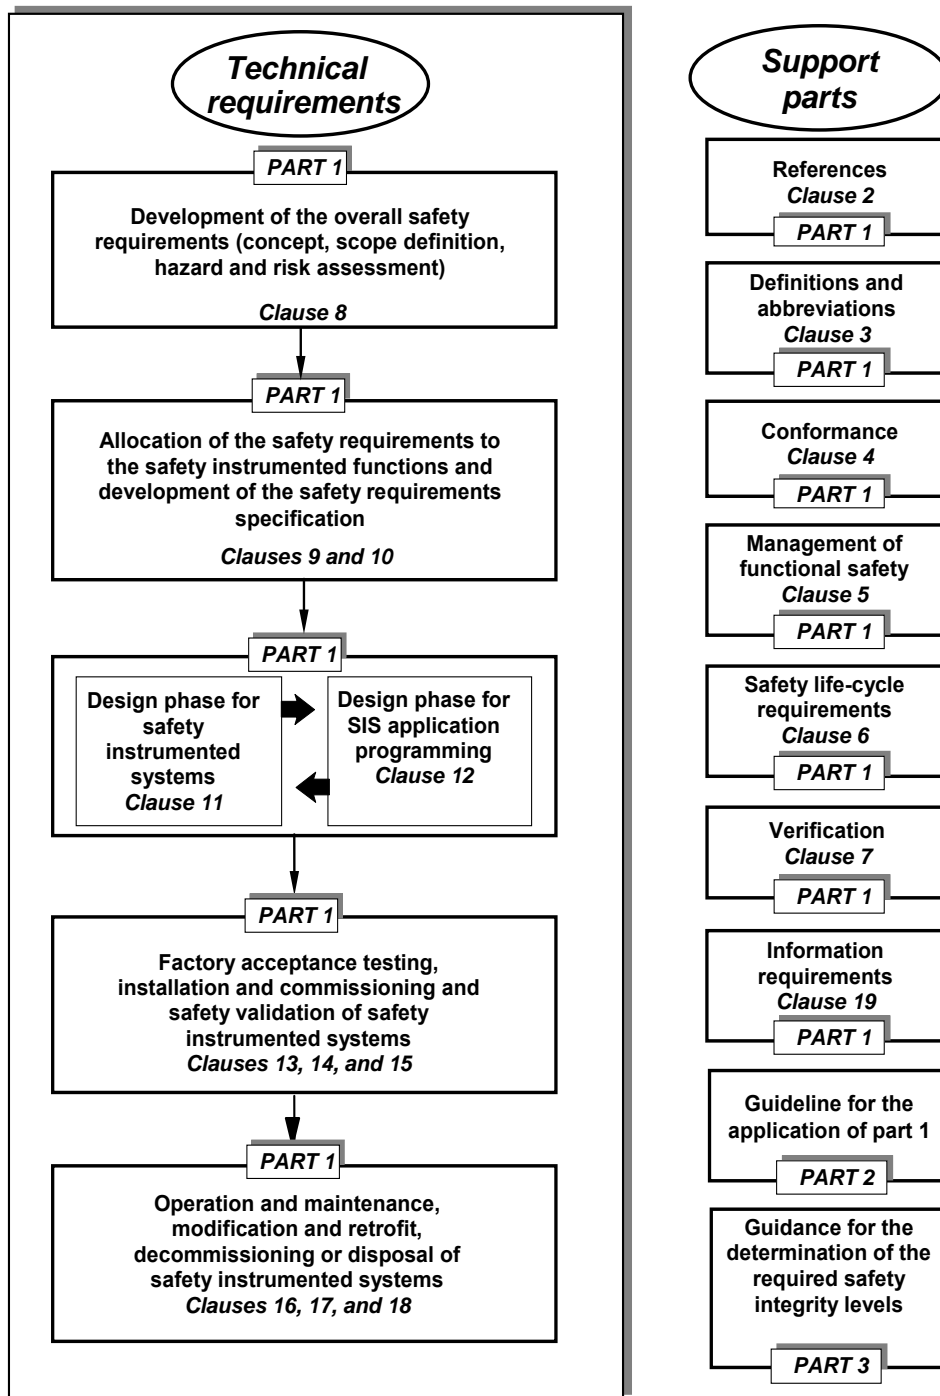 Technical
requirements
PART 1
Development of the overall safety
requirements (concept, scope definition,
hazard and risk assessment)
Clause 8
PART 1
Allocation of the safety requirements to
the safety instrumented functions and
development of the safety requirements
specification
Clauses 9 and 10
PART 1
Design phase for
safety
instrumented
systems
Clause 11
Design phase for
SIS application
programming
Clause 12
PART 1
Factory acceptance testing,
installation and commissioning and
safety validation of safety
instrumented systems
Clauses 13, 14, and 15
PART 1
Operation and maintenance,
modification and retrofit,
decommissioning or disposal of
safety instrumented systems
Clauses 16, 17, and 18
Support
parts
References
Clause 2
PART 1
Definitions and
abbreviations
Clause 3
PART 1
Conformance
Clause 4
PART 1
Management of
functional safety
Clause 5
PART 1
Safety life-cycle
requirements
Clause 6
PART 1
Verification
Clause 7
PART 1
Information
requirements
Clause 19
PART 1
Guideline for the
application of part 1
PART 2
Guidance for the
determination of the
required safety
integrity levels
PART 3